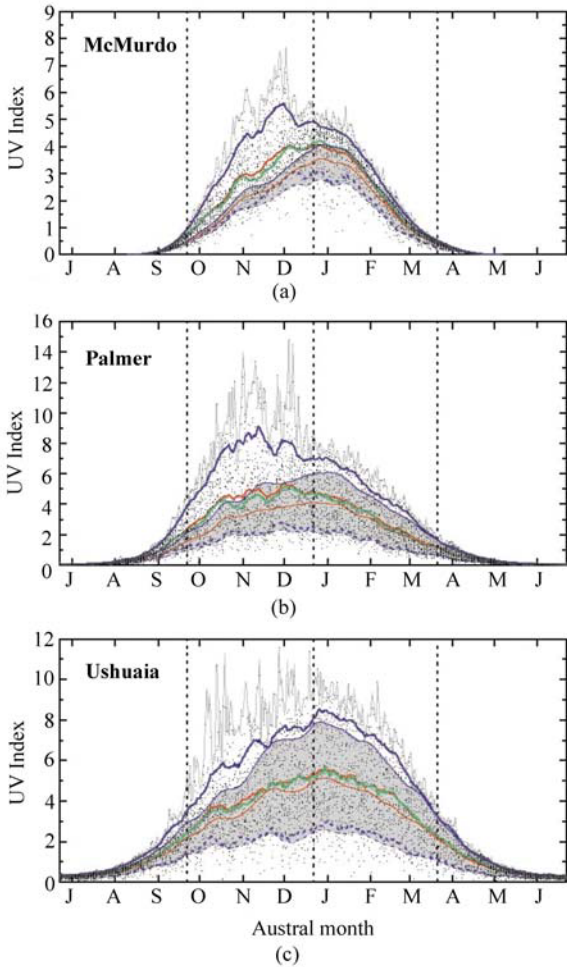 9
8
7
6
5
4
3
2
1
0
UV Index
McMurdo
J A S O N D J F M A M J
(a)
16
14
12
10
8
6
4
2
0
UV Index
Palmer
J A S O N D J F M A M J
(b)
12
10
8
6
4
2
0
UV Index
Ushuaia
J A S O N D J F M A M J
Austral month
(c)